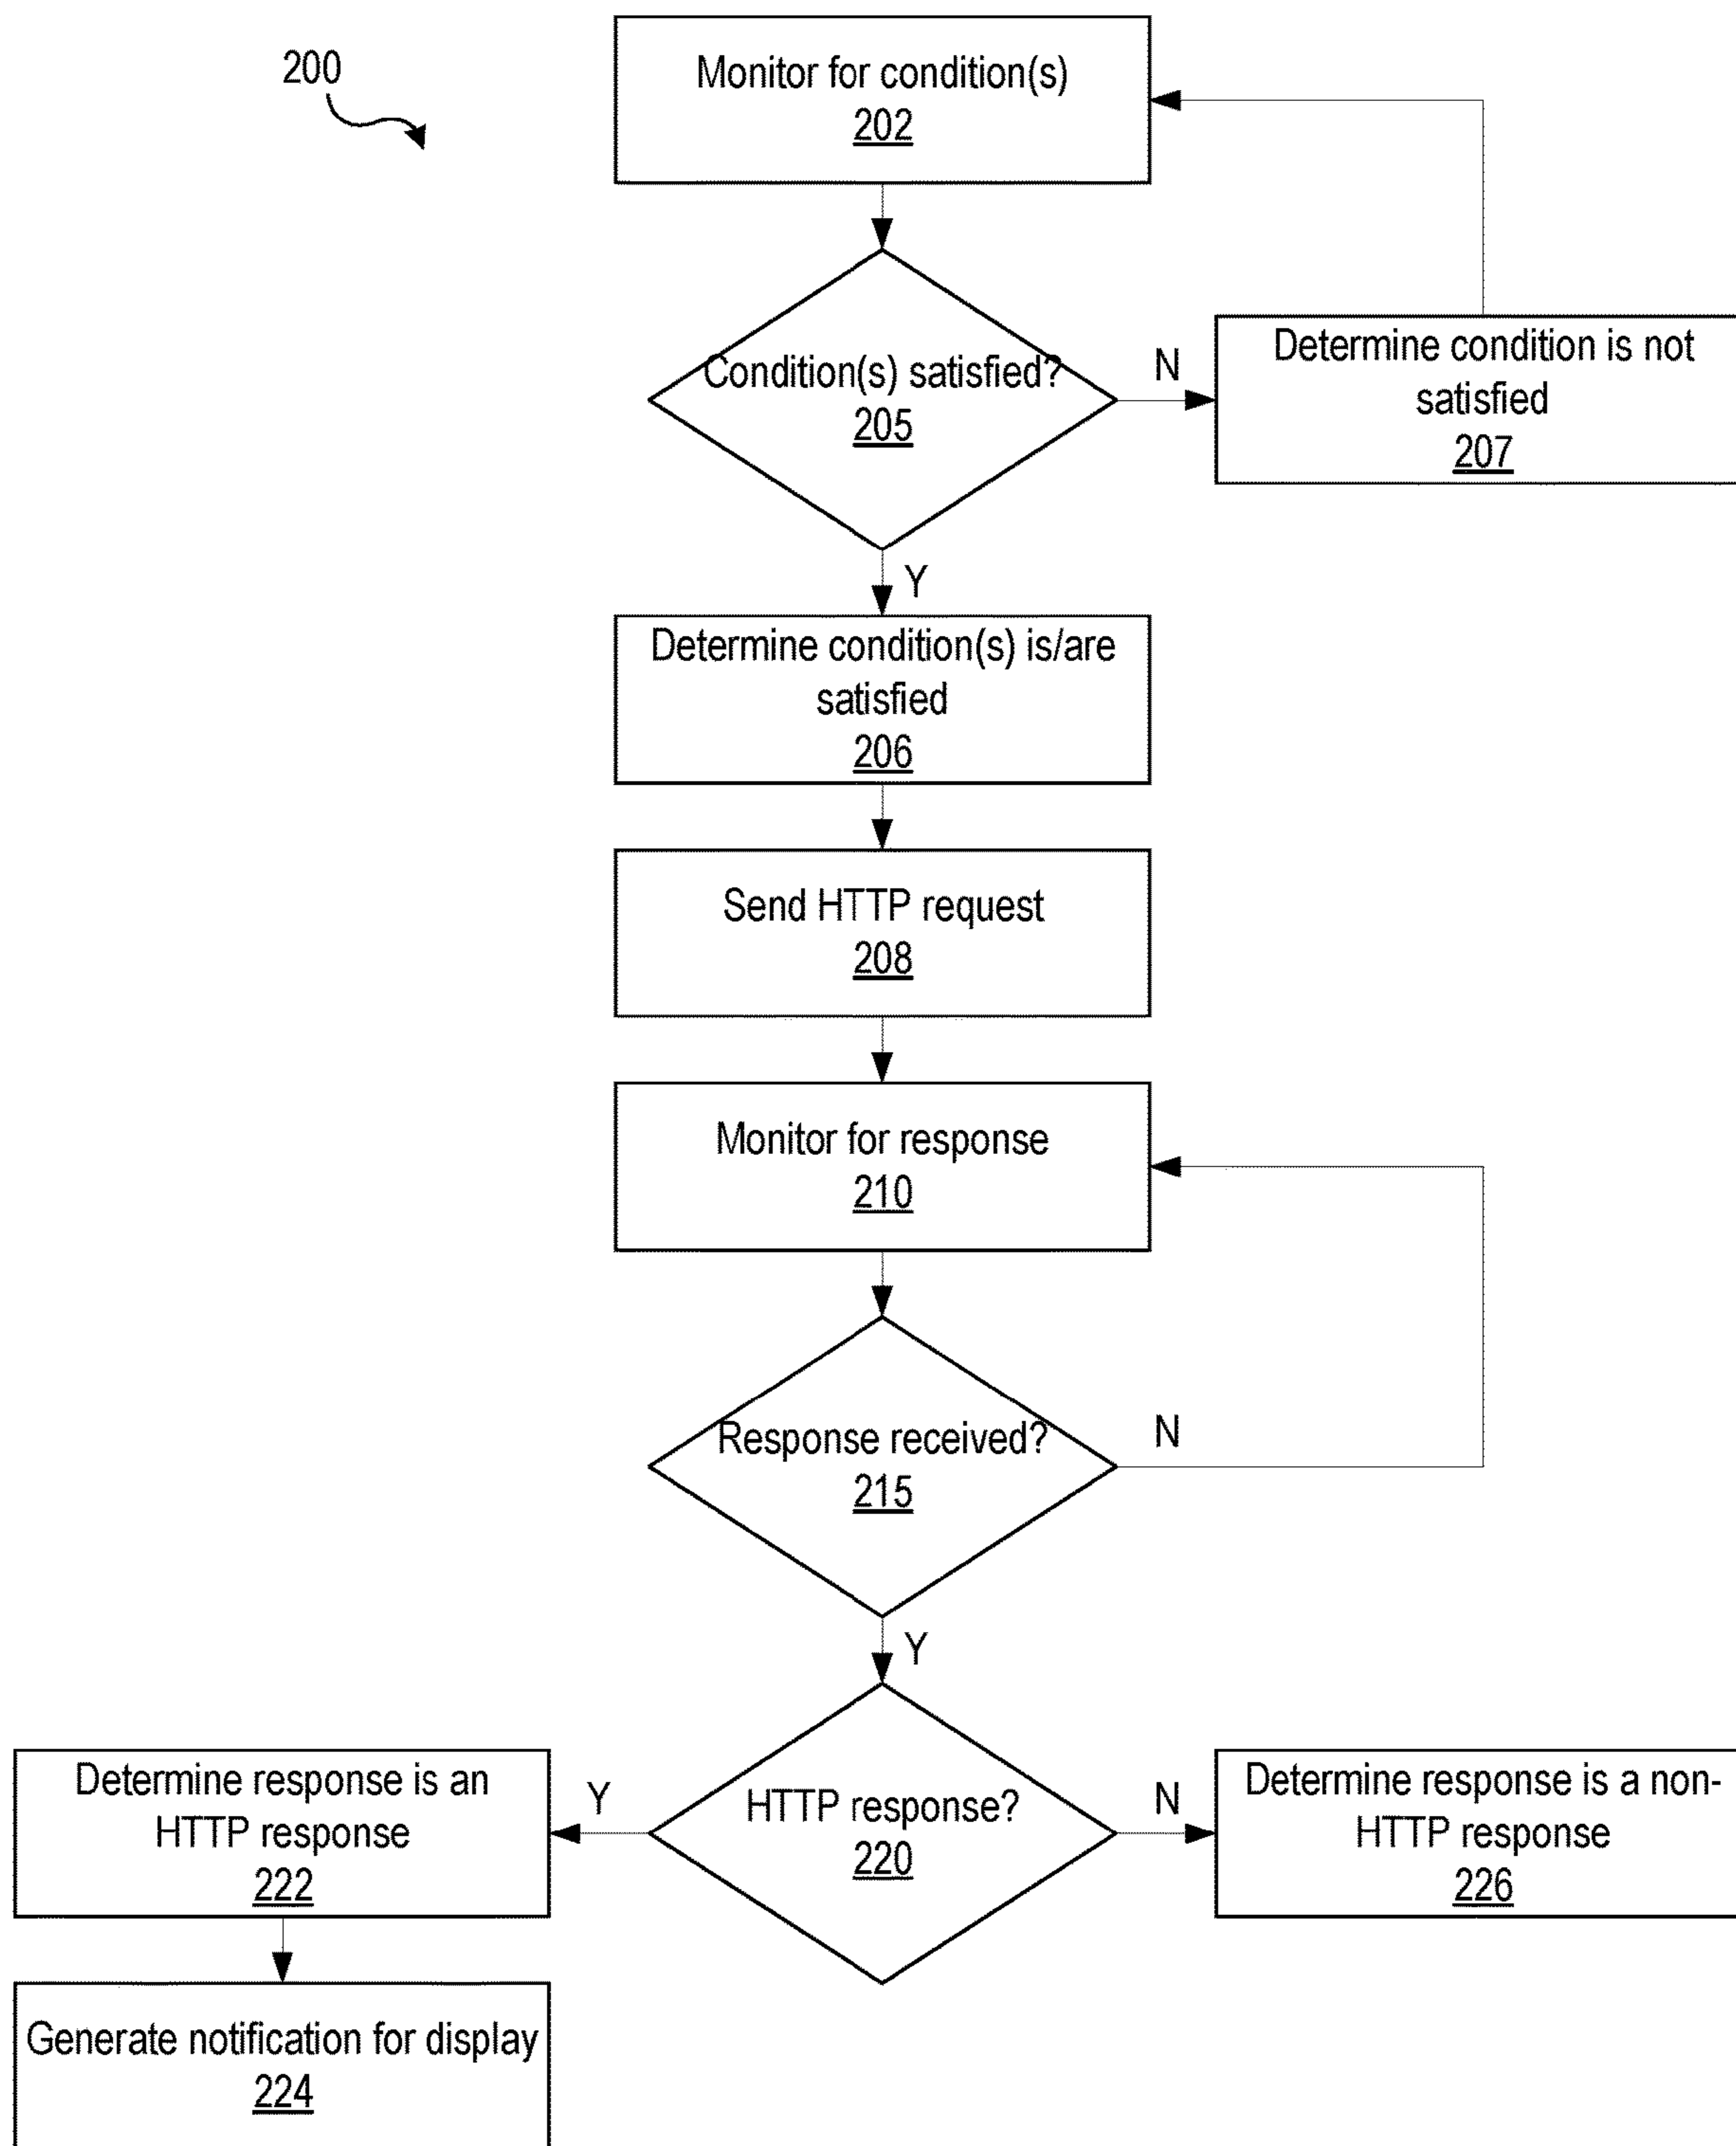 200
Monitor for condition(s)
202
Condition(s) satisfied?
205
N
Determine condition is not
satisfied
207
Y
Determine condition(s) is/are
satisfied
206
Send HTTP request
208
Monitor for response
210
Response received?
215
N
Y
HTTP response?
220
Y
Determine response is an
HTTP response
222
N
Determine response is a non-
HTTP response
226
Generate notification for display
224